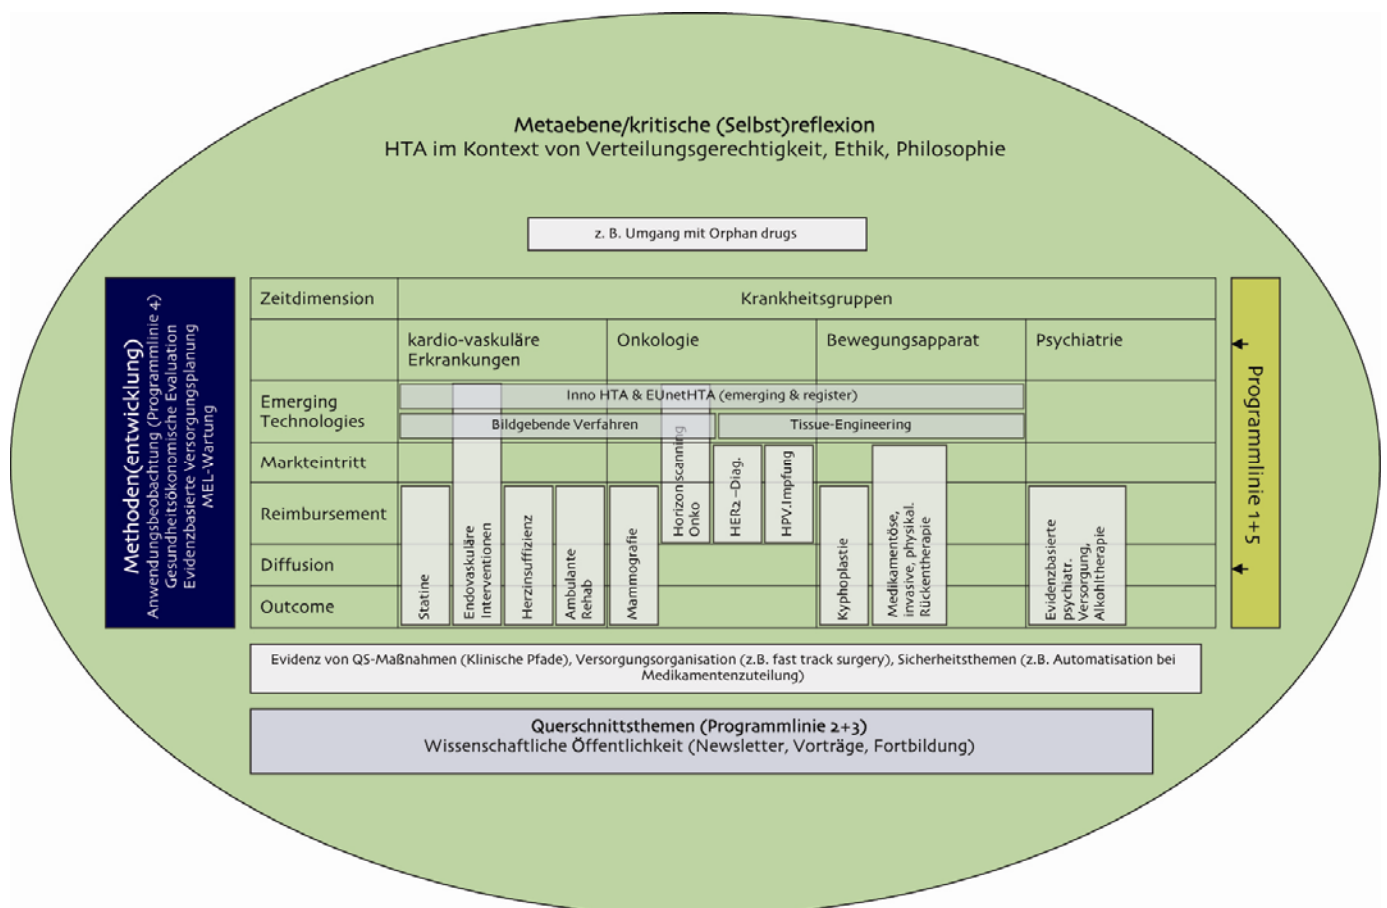 Metaebene/kritische (Selbst)reflexion
HTA im Kontext von Verteilungsgerechtigkeit, Ethik, Philosophie
z. B. Umgang mit Orphan drugs
Methoden(entwicklung)
Anwendungsbeobachtung (Programmlinie 4)
Gesundheitsökonomische Evaluation
Evidenzbasierte Versorgungsplanung
MEL-Wartung
Zeitdimension
Krankheitsgruppen
kardio-vaskuläre
Erkrankungen
Onkologie
Bewegungsapparat
Psychiatrie
Emerging
Technologies
Inno HTA & EUnetHTA (emerging & register)
Bildgebende Verfahren
Tissue-Engineering
Markteintritt
Reimbursement
Diffusion
Outcome
Statine
Endovaskuläre
Interventionen
Herzinsuffizienz
Ambulante
Rehab
Mammografie
Horizon scanning
Onko
HER2 –Diag.
HPV.Impfung
Kyphoplastie
Medikamentöse,
invasive, physikal.
Rückentherapie
Evidenzbasierte
psychiatr.
Versorgung,
Alkoholtherapie
Programmlinie 1+5
Evidenz von QS-Maßnahmen (Klinische Pfade), Versorgungsorganisation (z.B. fast track surgery), Sicherheitsthemen (z.B. Automatisation bei
Medikamentenzuteilung)
Querschnittsthemen (Programmlinie 2+3)
Wissenschaftliche Öffentlichkeit (Newsletter, Vorträge, Fortbildung)